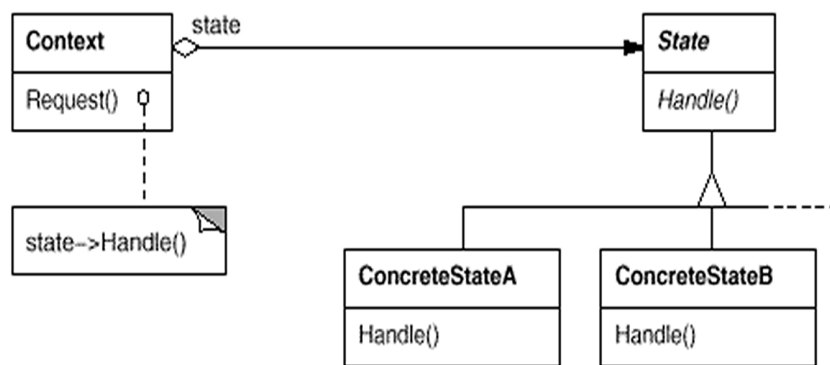 state
Context
Request()
State
Handle()
state->Handle()
ConcreteStateA
Handle()
ConcreteStateB
Handle()